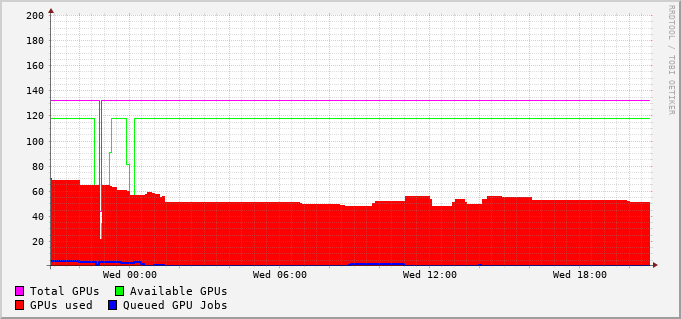 200
180
160
140
120
100
80
60
40
20
Wed 00:00 Wed 06:00 Wed 12:00 Wed 18:00
Total GPUs Available GPUs
GPUs used Queued GPU Jobs
RRDTOOL / TOBI OETIKER